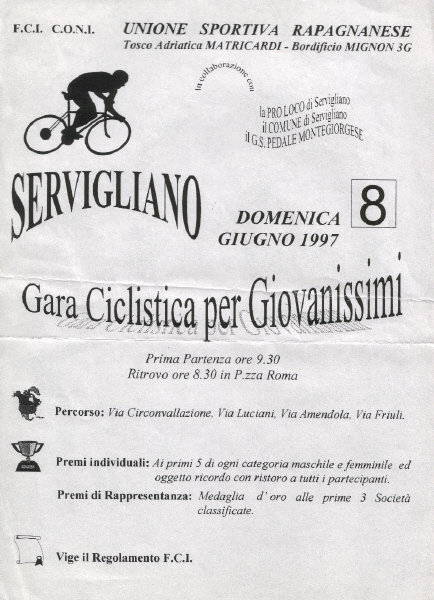 F.C.I. C.O.N.I. UNIONE SPORTIVA RAPAGNANESE
Tosco Adriatica MATRICARDI - Bordificio MIGNON 3G
in collaborazione con
la PRO LOCO di Servigliano
il COMUNE di Servigliano
il G.S. PEDALE MONTEGIORGESE
SERVIGLIANO
DOMENICA 8
GIUGNO 1997
Gara Ciclistica per Giovanissimi
Prima Partenza ore 9.30
Ritrovo ore 8.30 in P.zza Roma
Percorso: Via Circonvallazione, Via Luciani, Via Amendola, Via Friuli.
Premi individuali: Ai primi 5 di ogni categoria maschile e femminile ed
oggetto ricordo con ristoro a tutti i partecipanti.
Premi di Rappresentanza: Medaglia d'oro alle prime 3 Società
classificate.
Vige il Regolamento F.C.I.